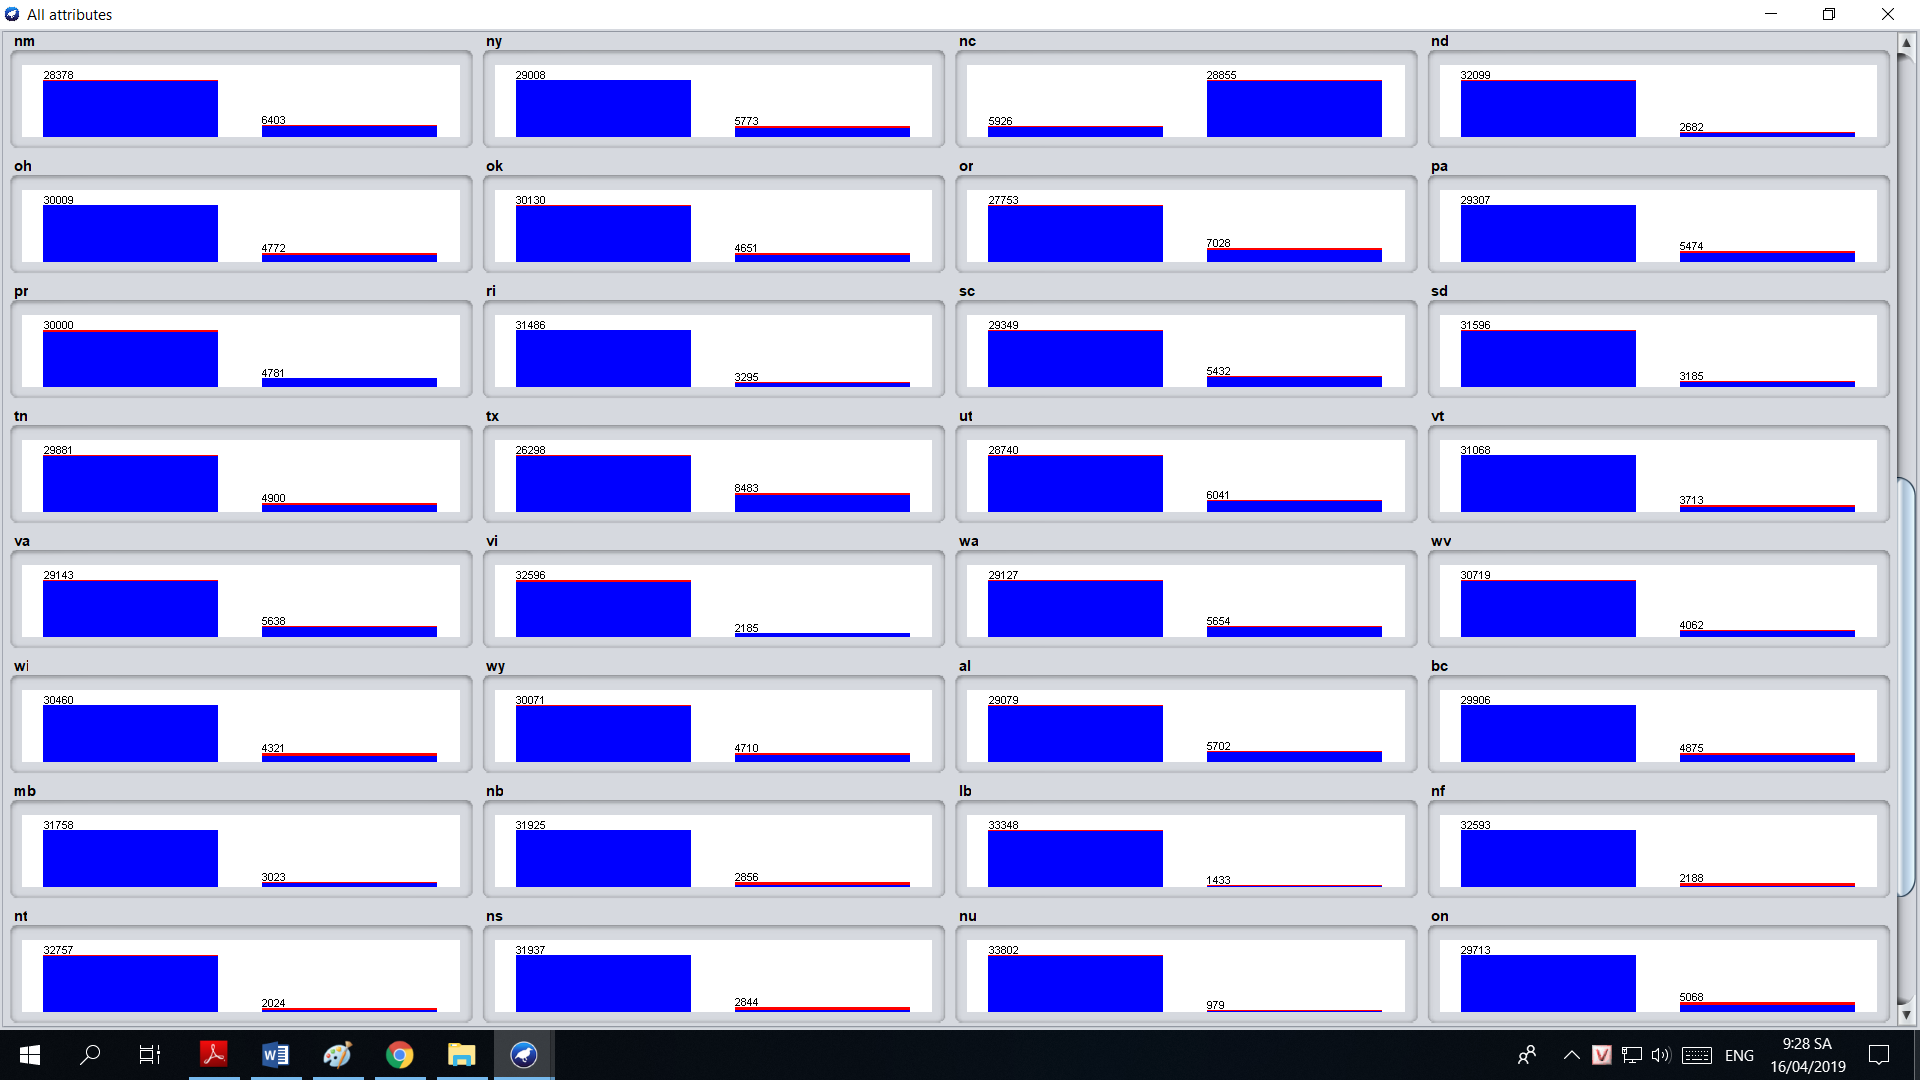 All attributes
nm ny nc nd
28378 6403 29008 5773 5926 28855 32099 2682
oh ok or pa
30009 4772 30130 4651 27753 7028 29307 5474
pr ri sc sd
30000 4781 31486 3295 29349 5432 31596 3185
tn tx ut vt
29881 4900 26298 8483 28740 6041 31068 3713
va vi wa wv
29143 5638 32596 2185 29127 5654 30719 4062
wi wy al bc
30460 4321 30071 4710 29079 5702 29906 4875
mb nb lb nf
31758 3023 31925 2856 33348 1433 32593 2188
nt ns nu on
32757 2024 31937 2844 33802 979 29713 5068
ENG
9:28 SA
16/04/2019